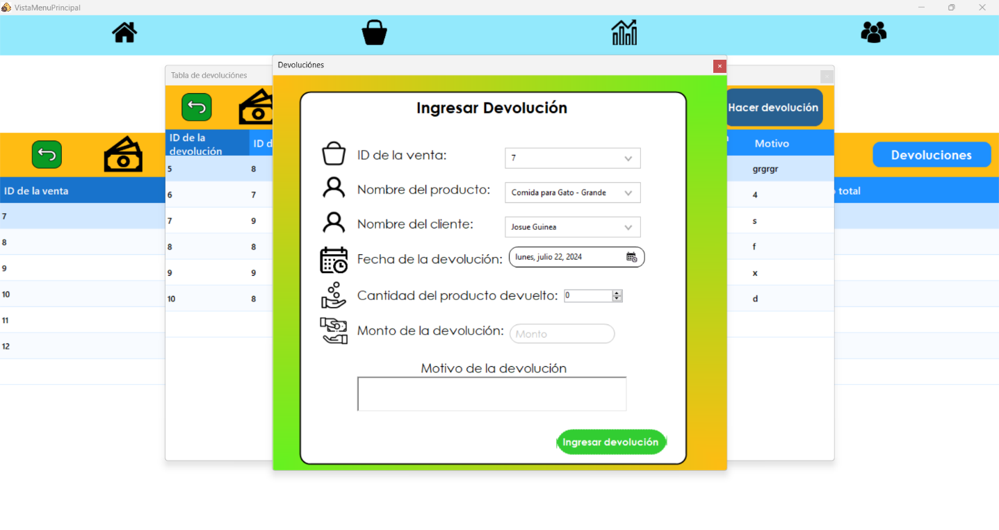 VistaMenuPrincipal
Devoluciónes
Tabla de devoluciónes
Ingresar Devolución
ID de la venta:
7
Nombre del producto:
Comida para Gato - Grande
Nombre del cliente:
Josue Guinea
Fecha de la devolución:
lunes, julio 22, 2024
Cantidad del producto devuelto:
0
Monto de la devolución:
Monto
Motivo de la devolución
Ingresar devolución
Hacer devolución
ID de la devolución
ID d
Motivo
5 8 grgrgr
6 7 4
7 9 s
8 8 f
9 9 x
10 8 d
Devoluciones
ID de la venta
total
7
8
9
10
11
12